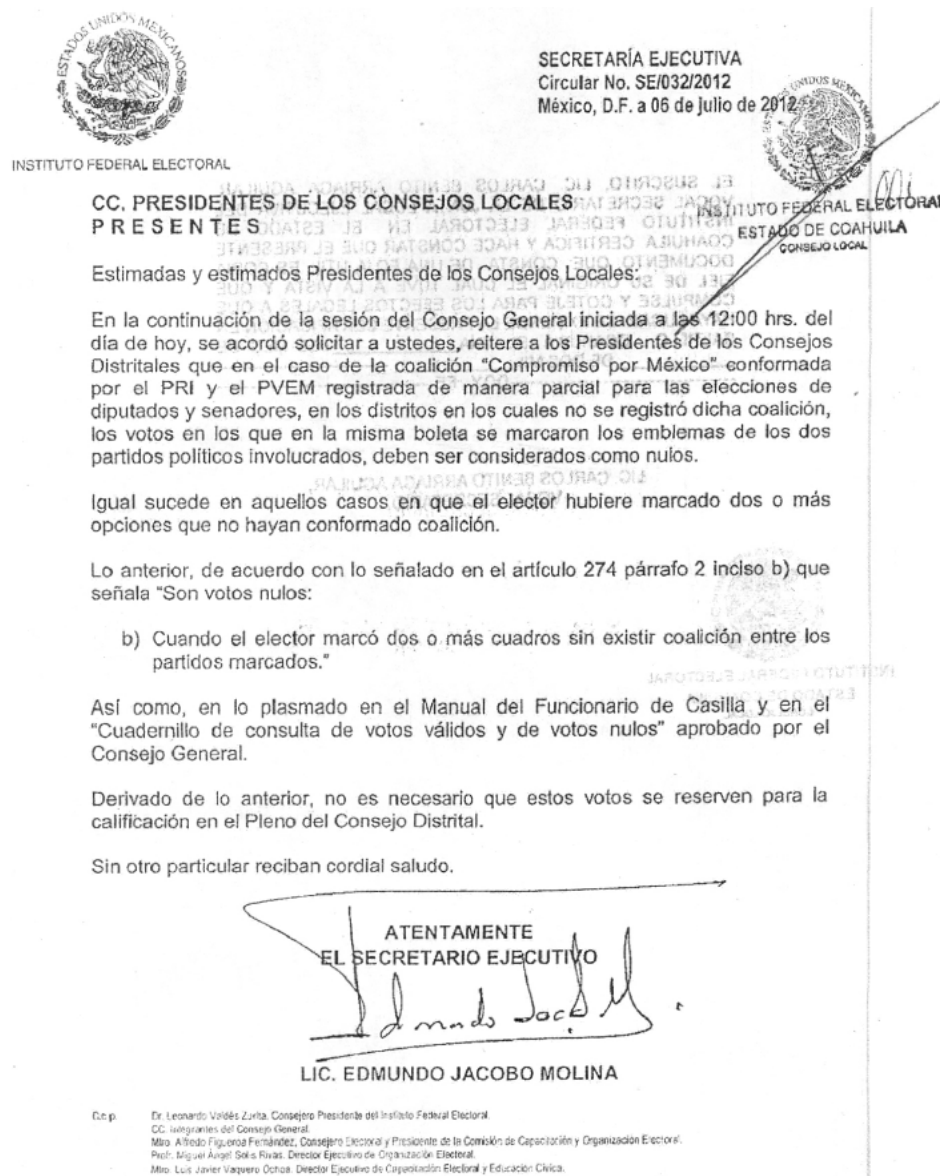 ESTADOS UNIDOS MEXICANOS
INSTITUTO FEDERAL ELECTORAL
SECRETARÍA EJECUTIVA
Circular No. SE/032/2012
México, D.F. a 06 de julio de 2012
INSTITUTO FEDERAL ELECTORAL
ESTADO DE COAHUILA
CONSEJO LOCAL
CC. PRESIDENTES DE LOS CONSEJOS LOCALES
P R E S E N T E S
Estimadas y estimados Presidentes de los Consejos Locales:
En la continuación de la sesión del Consejo General iniciada a las 12:00 hrs. del
día de hoy, se acordó solicitar a ustedes, reitere a los Presidentes de los Consejos
Distritales que en el caso de la coalición "Compromiso por México" conformada
por el PRI y el PVEM registrada de manera parcial para las elecciones de
diputados y senadores, en los distritos en los cuales no se registró dicha coalición,
los votos en los que en la misma boleta se marcaron los emblemas de los dos
partidos políticos involucrados, deben ser considerados como nulos.
Igual sucede en aquellos casos en que el elector hubiere marcado dos o más
opciones que no hayan conformado coalición.
Lo anterior, de acuerdo con lo señalado en el artículo 274 párrafo 2 inciso b) que
señala "Son votos nulos:
b) Cuando el elector marcó dos o más cuadros sin existir coalición entre los
partidos marcados."
Así como, en lo plasmado en el Manual del Funcionario de Casilla y en el
"Cuadernillo de consulta de votos válidos y de votos nulos" aprobado por el
Consejo General.
Derivado de lo anterior, no es necesario que estos votos se reserven para la
calificación en el Pleno del Consejo Distrital.
Sin otro particular reciban cordial saludo.
ATENTAMENTE
EL SECRETARIO EJECUTIVO
LIC. EDMUNDO JACOBO MOLINA
C.c.p. Dr. Leonardo Valdés Zurita, Consejero Presidente del Instituto Federal Electoral.
CC. Integrantes del Consejo General.
Mtro. Alfredo Figueroa Fernández, Consejero Electoral y Presidente de la Comisión de Capacitación y Organización Electoral.
Profr. Miguel Ángel Solís Rivas. Director Ejecutivo de Organización Electoral.
Mtro. Luis Javier Vaquero Ochoa. Director Ejecutivo de Capacitación Electoral y Educación Cívica.